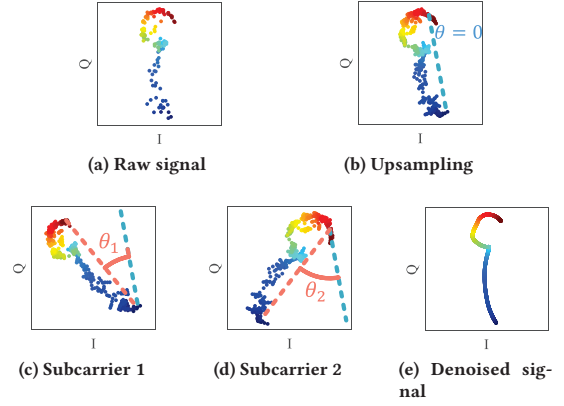 Q
θ = 0
Q
I
I
(a) Raw signal
(b) Upsampling
θ1
θ2
Q
Q
Q
I
I
I
(c) Subcarrier 1
(d) Subcarrier 2
(e) Denoised sig-
nal